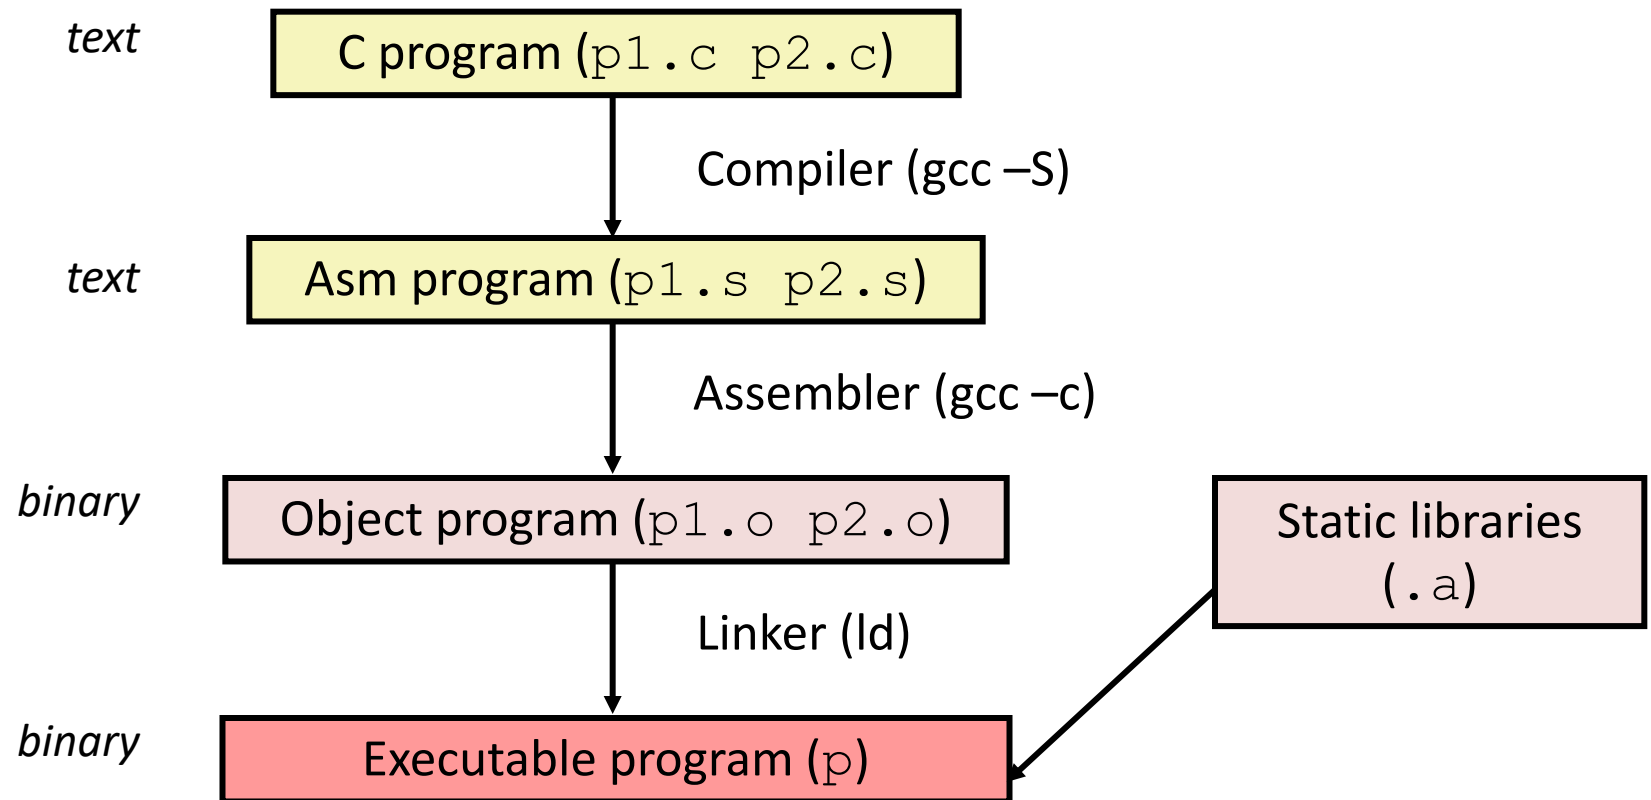 text
C program (p1.c p2.c)
Compiler (gcc –S)
text
Asm program (p1.s p2.s)
Assembler (gcc –c)
binary
Object program (p1.o p2.o)
Static libraries
(.a)
Linker (ld)
binary
Executable program (p)